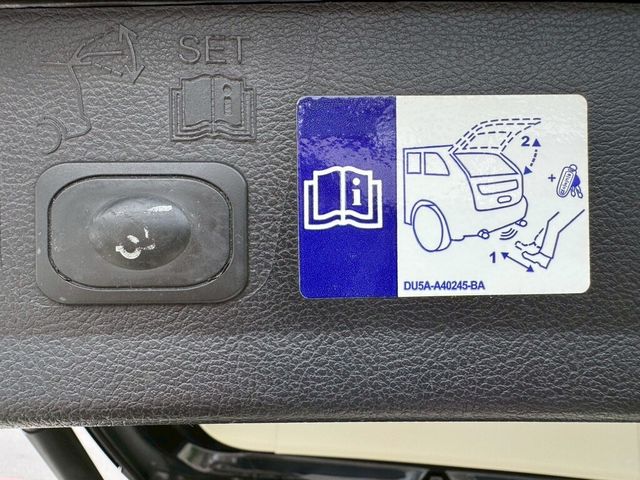 SET
i
i
2
+
1
DU5A-A40245-BA